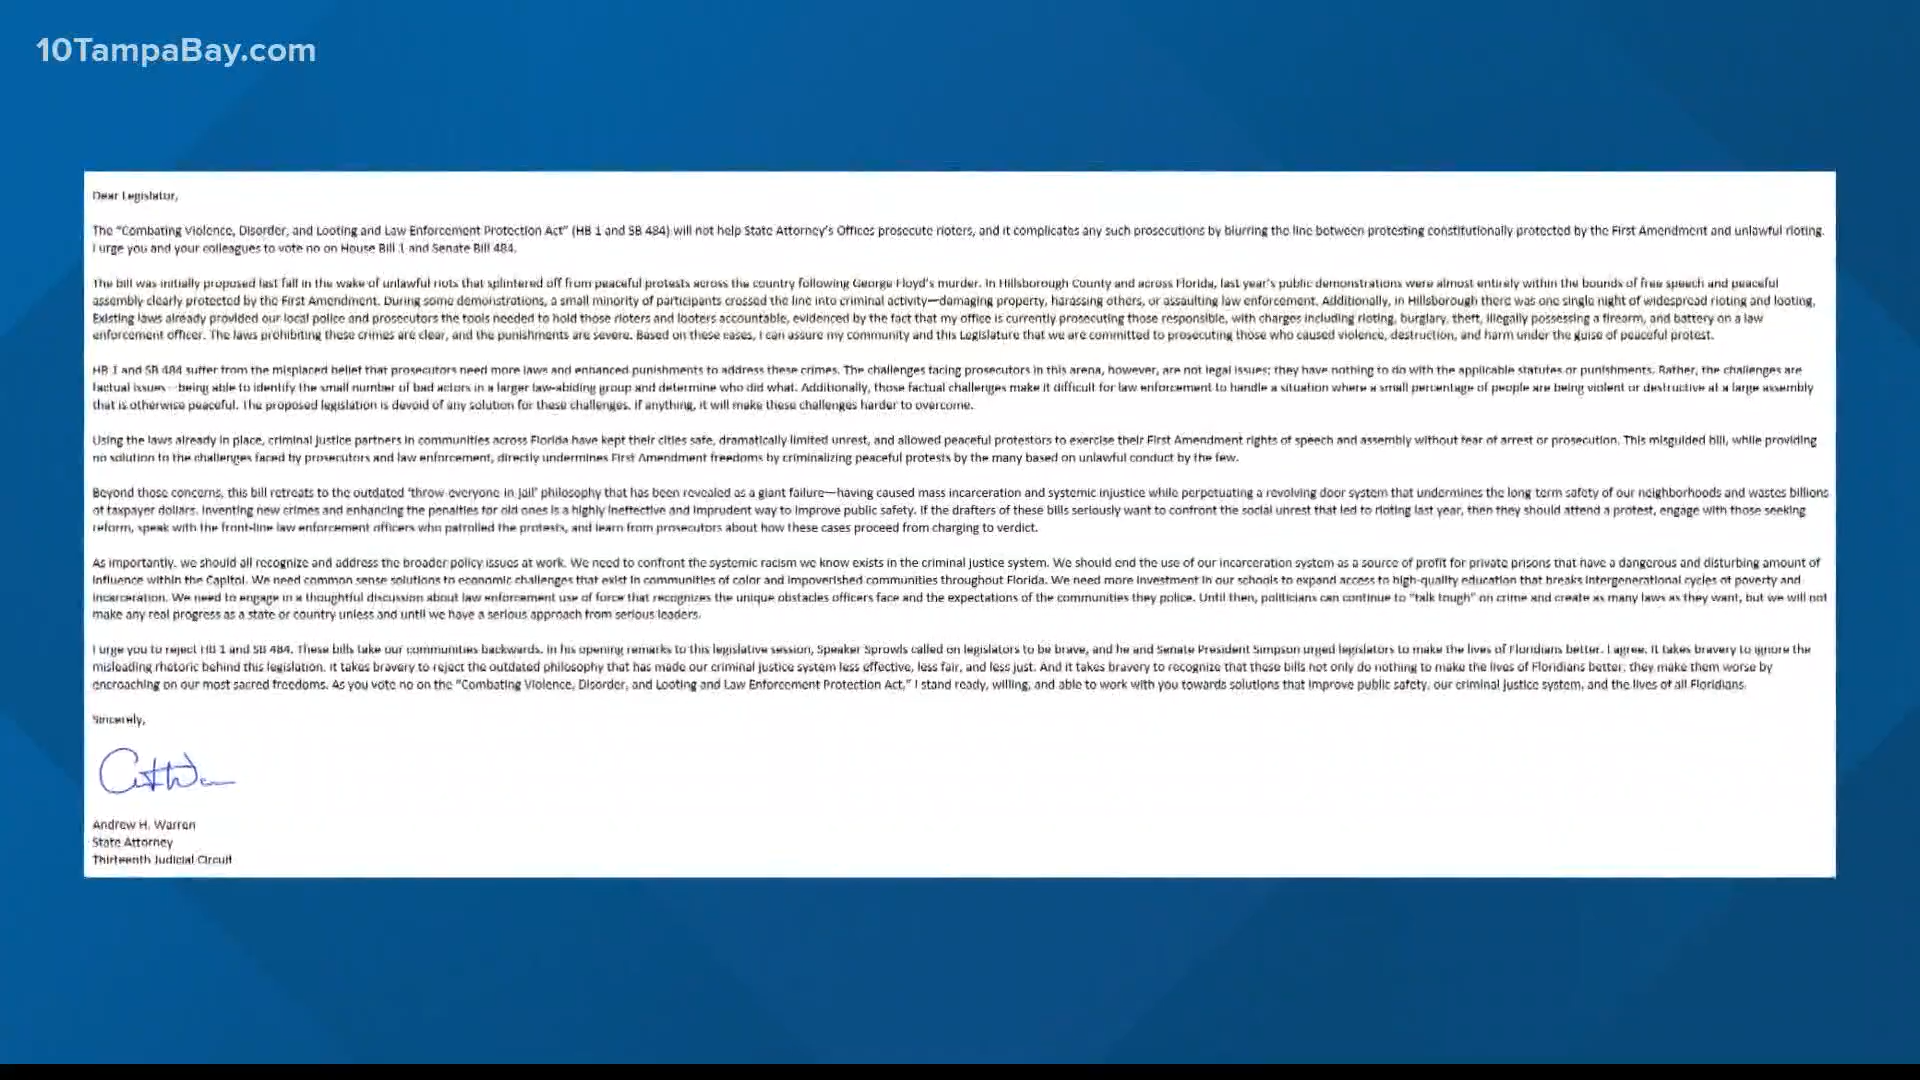 10TampaBay.com
Dear Legislator,
The "Combating Violence, Disorder, and Looting and Law Enforcement Protection Act" (HB 1 and SB 484) will not help State Attorney's Offices prosecute rioters, and it complicates any such prosecutions by blurring the line between protesting constitutionally protected by the First Amendment and unlawful rioting.
I urge you and your colleagues to vote no on House Bill 1 and Senate Bill 484.
The bill was initially proposed last fall in the wake of unlawful riots that splintered off from peaceful protests across the country following George Floyd's murder. In Hillsborough County and across Florida, last year's public demonstrations were almost entirely within the bounds of free speech and peaceful
assembly clearly protected by the First Amendment. During some demonstrations, a small minority of participants crossed the line into criminal activity—damaging property, harassing others, or assaulting law enforcement. Additionally, in Hillsborough there was one single night of widespread rioting and looting.
Existing laws already provided our local police and prosecutors the tools needed to hold those rioters and looters accountable, evidenced by the fact that my office is currently prosecuting those responsible, with charges including rioting, burglary, theft, illegally possessing a firearm, and battery on a law
enforcement officer. The laws prohibiting these crimes are clear, and the punishments are severe. Based on these cases, I can assure my community and this Legislature that we are committed to prosecuting those who caused violence, destruction, and harm under the guise of peaceful protest.
HB 1 and SB 484 suffer from the misplaced belief that prosecutors need more laws and enhanced punishments to address these crimes. The challenges facing prosecutors in this arena, however, are not legal issues; they have nothing to do with the applicable statutes or punishments. Rather, the challenges are
factual issues—being able to identify the small number of bad actors in a larger law-abiding group and determine who did what. Additionally, those factual challenges make it difficult for law enforcement to handle a situation where a small percentage of people are being violent or destructive at a large assembly
that is otherwise peaceful. The proposed legislation is devoid of any solution for these challenges. If anything, it will make these challenges harder to overcome.
Using the laws already in place, criminal justice partners in communities across Florida have kept their cities safe, dramatically limited unrest, and allowed peaceful protestors to exercise their First Amendment rights of speech and assembly without fear of arrest or prosecution. This misguided bill, while providing
no solution to the challenges faced by prosecutors and law enforcement, directly undermines First Amendment freedoms by criminalizing peaceful protests by the many based on unlawful conduct by the few.
Beyond those concerns, this bill retreats to the outdated 'throw-everyone in jail' philosophy that has been revealed as a giant failure—having caused mass incarceration and systemic injustice while perpetuating a revolving door system that undermines the long term safety of our neighborhoods and wastes billions
of taxpayer dollars. Inventing new crimes and enhancing the penalties for old ones is a highly ineffective and imprudent way to improve public safety. If the drafters of these bills seriously want to confront the social unrest that led to rioting last year, then they should attend a protest, engage with those seeking
reform, speak with the front-line law enforcement officers who patrolled the protests, and learn from prosecutors about how these cases proceed from charging to verdict.
As importantly, we should all recognize and address the broader policy issues at work. We need to confront the systemic racism we know exists in the criminal justice system. We should end the use of our incarceration system as a source of profit for private prisons that have a dangerous and disturbing amount of
influence within the Capitol. We need common sense solutions to economic challenges that exist in communities of color and impoverished communities throughout Florida. We need more investment in our schools to expand access to high-quality education that breaks intergenerational cycles of poverty and
incarceration. We need to engage in a thoughtful discussion about law enforcement use of force that recognizes the unique obstacles officers face and the expectations of the communities they police. Until then, politicians can continue to "talk tough" on crime and create as many laws as they want, but we will not
make any real progress as a state or country unless and until we have a serious approach from serious leaders.
I urge you to reject HB 1 and SB 484. These bills take our communities backwards. In his opening remarks to this legislative session, Speaker Sprowls called on legislators to be brave, and he and Senate President Simpson urged legislators to make the lives of Floridians better. I agree. It takes bravery to ignore the
misleading rhetoric behind this legislation. It takes bravery to reject the outdated philosophy that has made our criminal justice system less effective, less fair, and less just. And it takes bravery to recognize that these bills not only do nothing to make the lives of Floridians better; they make them worse by
encroaching on our most sacred freedoms. As you vote no on the "Combating Violence, Disorder, and Looting and Law Enforcement Protection Act," I stand ready, willing, and able to work with you towards solutions that improve public safety, our criminal justice system, and the lives of all Floridians.
Sincerely,
Andrew H. Warren
State Attorney
Thirteenth Judicial Circuit